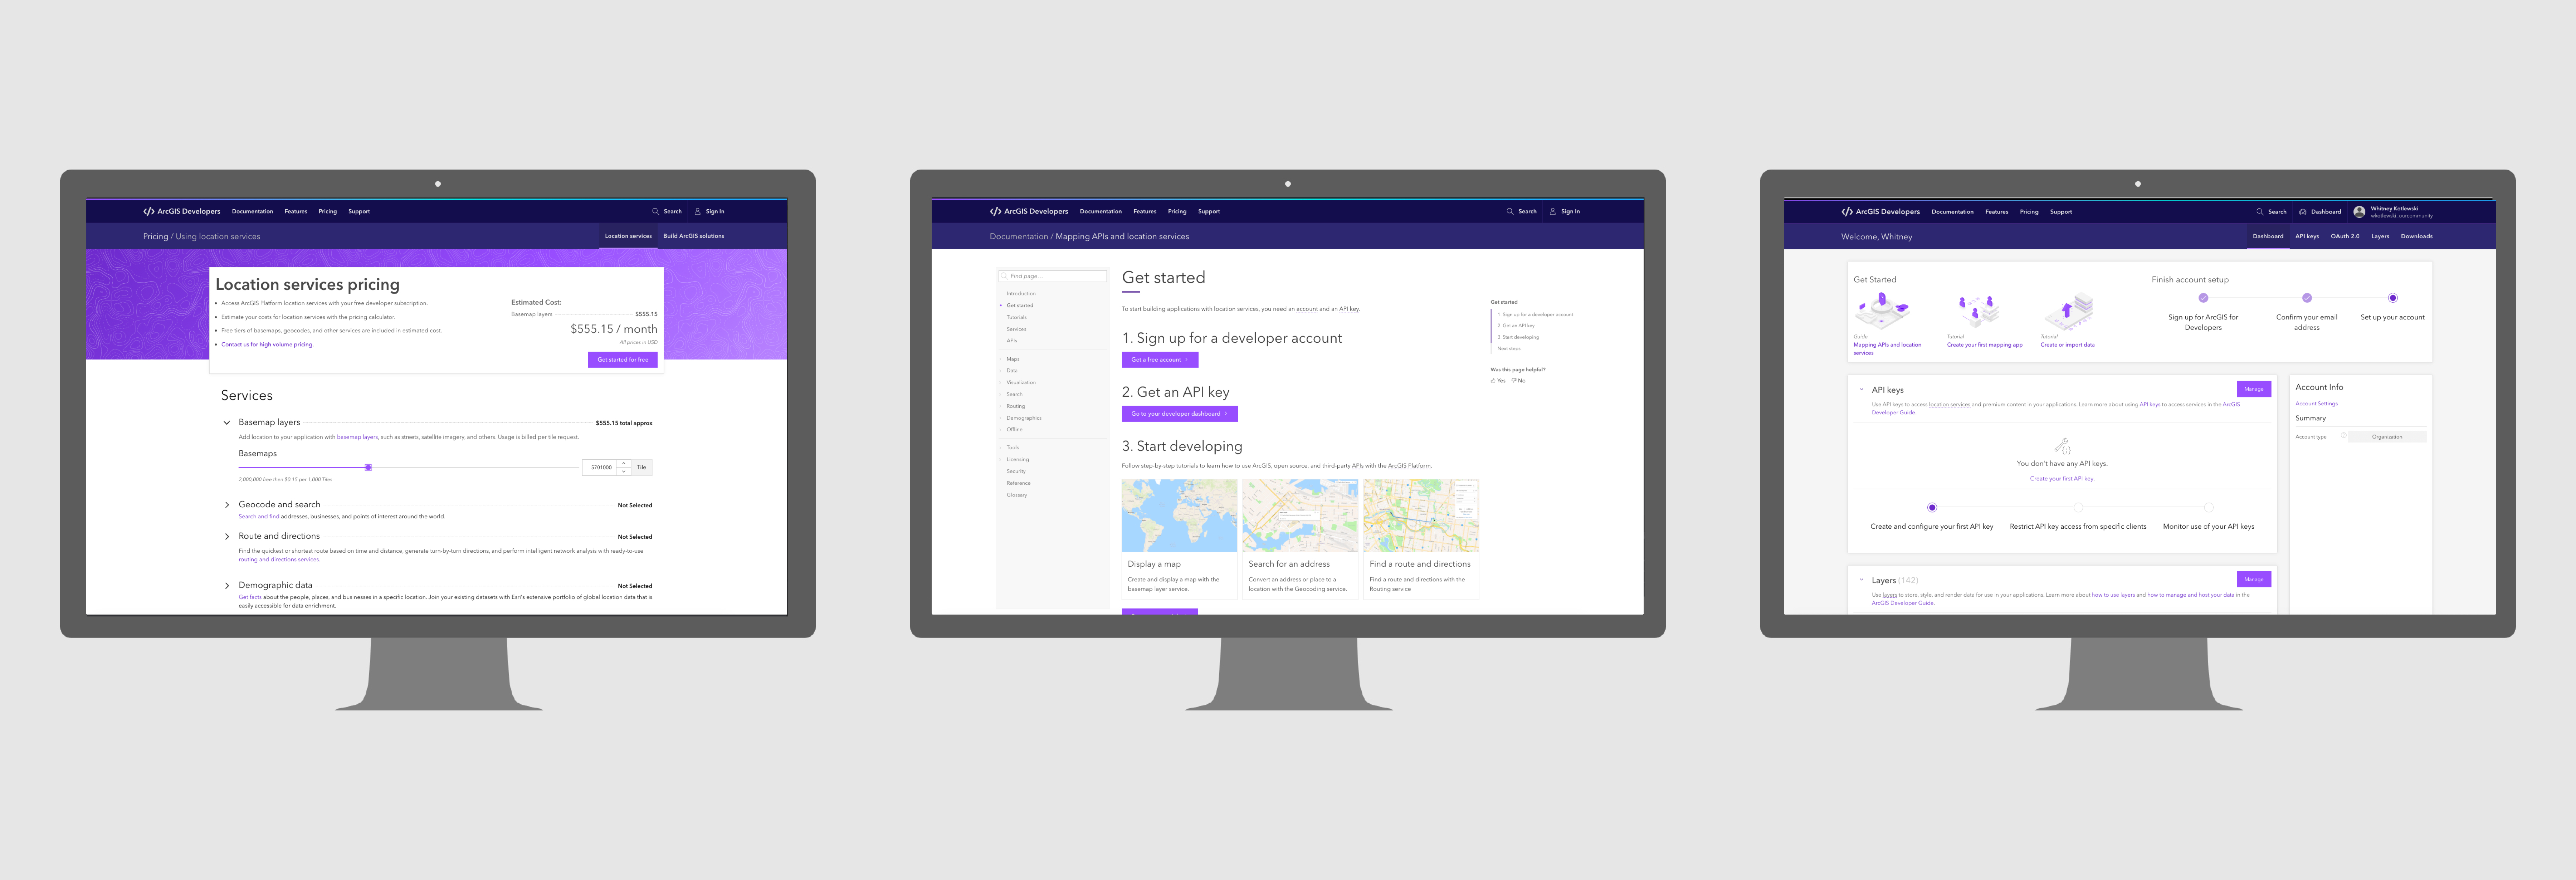 ArcGIS Developers Documentation Features Pricing Support Search Sign In
Pricing / Using location services Location services Build ArcGIS solutions
Location services pricing
Access ArcGIS Platform location services with your free developer subscription.
Estimate your costs for location services with the pricing calculator.
Free tiers of basemaps, geocodes, and other services are included in estimated cost.
Contact us for high volume pricing.
Estimated Cost:
Basemap layers $555.15
$555.15 / month
All prices in USD
Get started for free
Services
Basemap layers $555.15 total approx
Add location to your application with basemap layers, such as streets, satellite imagery, and others. Usage is billed per tile request.
Basemaps
5701000 Tile
2,000,000 free then $0.15 per 1,000 Tiles
Geocode and search Not Selected
Search and find addresses, businesses, and points of interest around the world.
Route and directions Not Selected
Find the quickest or shortest route based on time and distance, generate turn-by-turn directions, and perform intelligent network analysis with ready-to-use
routing and directions services.
Demographic data Not Selected
Get facts about the people, places, and businesses in a specific location. Join your existing datasets with Esri's extensive portfolio of global location data that is
easily accessible for data enrichment.
ArcGIS Developers Documentation Features Pricing Support Search Sign In
Documentation / Mapping APIs and location services
Find page...
Introduction
Get started
Tutorials
Services
APIs
Maps
Data
Visualization
Search
Routing
Demographics
Offline
Tools
Licensing
Security
Reference
Glossary
Get started
To start building applications with location services, you need an account and an API key.
1. Sign up for a developer account
Get a free account
2. Get an API key
Go to your developer dashboard
3. Start developing
Follow step-by-step tutorials to learn how to use ArcGIS, open source, and third-party APIs with the ArcGIS Platform.
Display a map
Create and display a map with the
basemap layer service.
Search for an address
Convert an address or place to a
location with the Geocoding service.
Find a route and directions
Find a route and directions with the
Routing service
Get started
1. Sign up for a developer account
2. Get an API key
3. Start developing
Next steps
Was this page helpful?
Yes No
ArcGIS Developers Documentation Features Pricing Support Search Dashboard Whitney Kotlewski
wkotlewski_ourcommunity
Welcome, Whitney Dashboard API keys OAuth 2.0 Layers Downloads
Get Started
Guide
Mapping APIs and location
services
Tutorial
Create your first mapping app
Tutorial
Create or import data
Finish account setup
Sign up for ArcGIS for
Developers
Confirm your email
address
Set up your account
API keys Manage
Use API keys to access location services and premium content in your applications. Learn more about using API keys to access services in the ArcGIS
Developer Guide.
You don't have any API keys.
Create your first API key.
Create and configure your first API key
Restrict API key access from specific clients
Monitor use of your API keys
Layers (142) Manage
Use layers to store, style, and render data for use in your applications. Learn more about how to use layers and how to manage and host your data in the
ArcGIS Developer Guide.
Account Info
Account Settings
Summary
Account type Organization